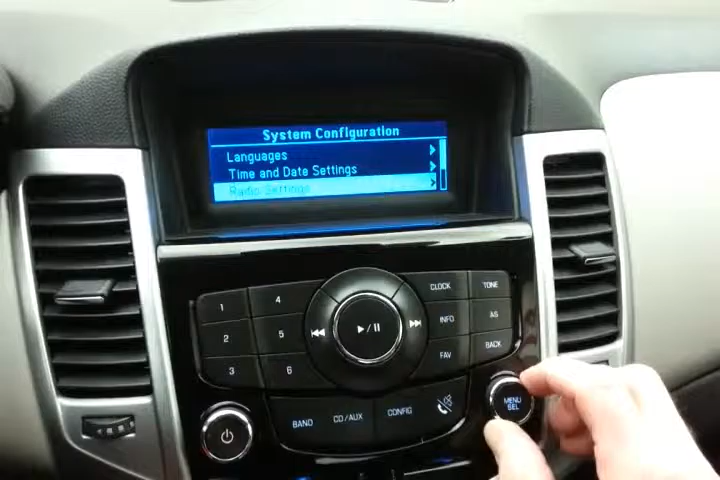 System Configuration
Languages
Time and Date Settings
Radio Settings
1
4
CLOCK
TONE
2
5
INFO
AS
3
6
FAV
BACK
BAND
CD/AUX
CONFIG
MENU
SEL